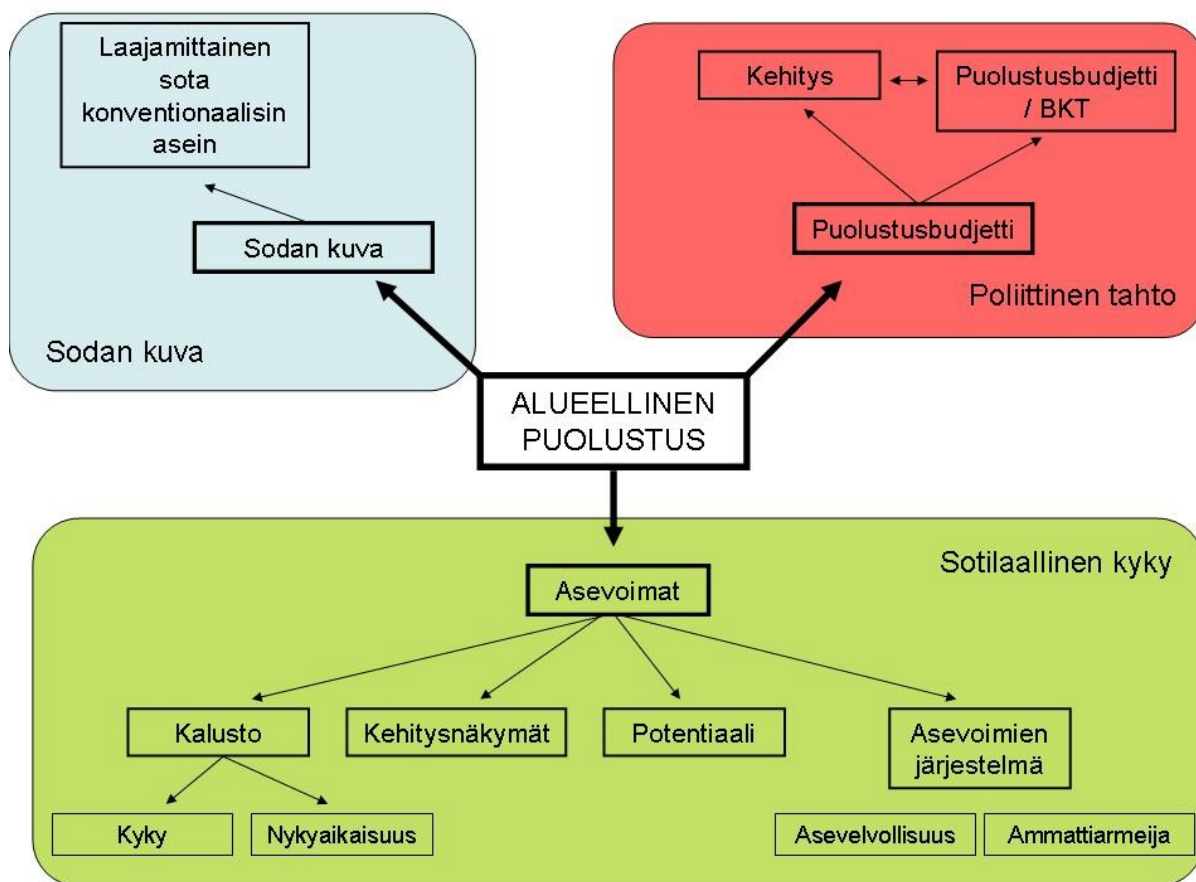 Laajamittainen
sota
konventionaalisin
asein
Sodan kuva
Sodan kuva
Kehitys
Puolustusbudjetti
/ BKT
Puolustusbudjetti
Poliittinen tahto
ALUEELLINEN
PUOLUSTUS
Sotilaallinen kyky
Asevoimat
Kalusto
Kehitysnäkymät
Potentiaali
Asevoimien
järjestelmä
Kyky
Nykyaikaisuus
Asevelvollisuus
Ammattiarmeija